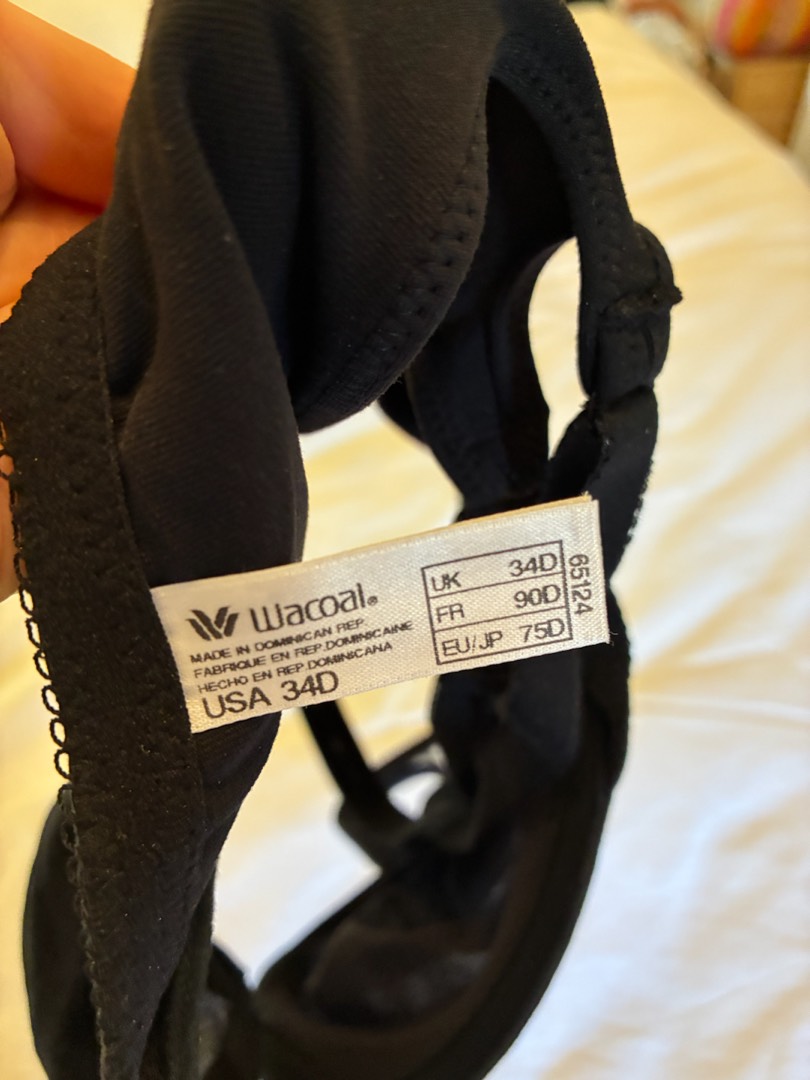 Wacoal®
MADE IN DOMINICAN REP.
FABRIQUE EN REP.DOMINICAINE
HECHO EN REP.DOMINICANA
USA 34D
UK 34D
FR 90D
EU/JP 75D
65124